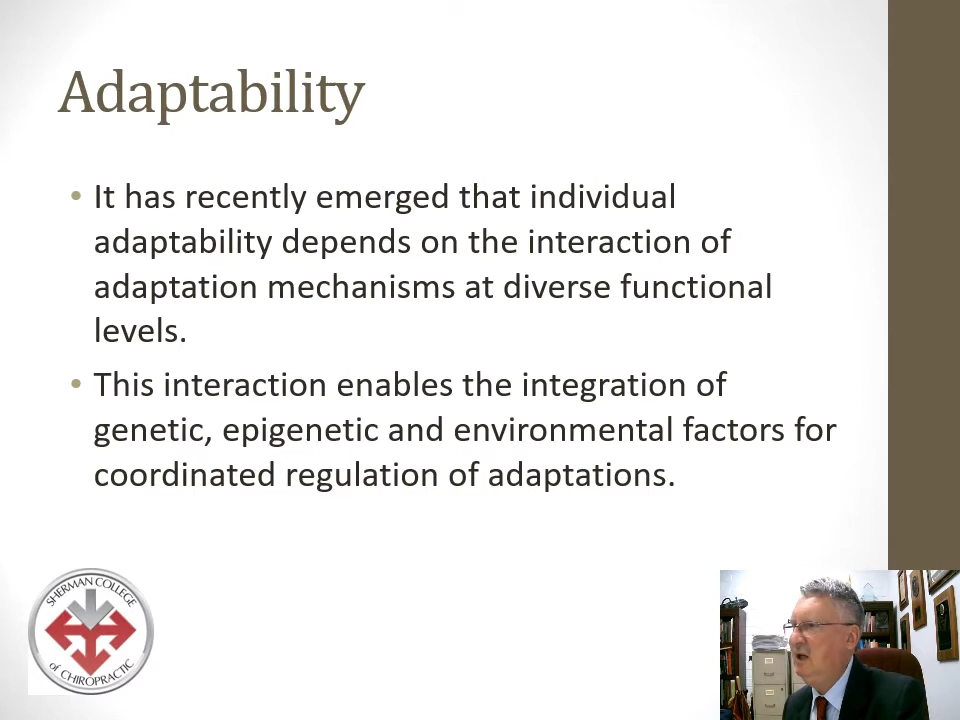 Adaptability
• It has recently emerged that individual
adaptability depends on the interaction of
adaptation mechanisms at diverse functional
levels.
• This interaction enables the integration of
genetic, epigenetic and environmental factors for
coordinated regulation of adaptations.
SHERMAN COLLEGE
of CHIROPRACTIC